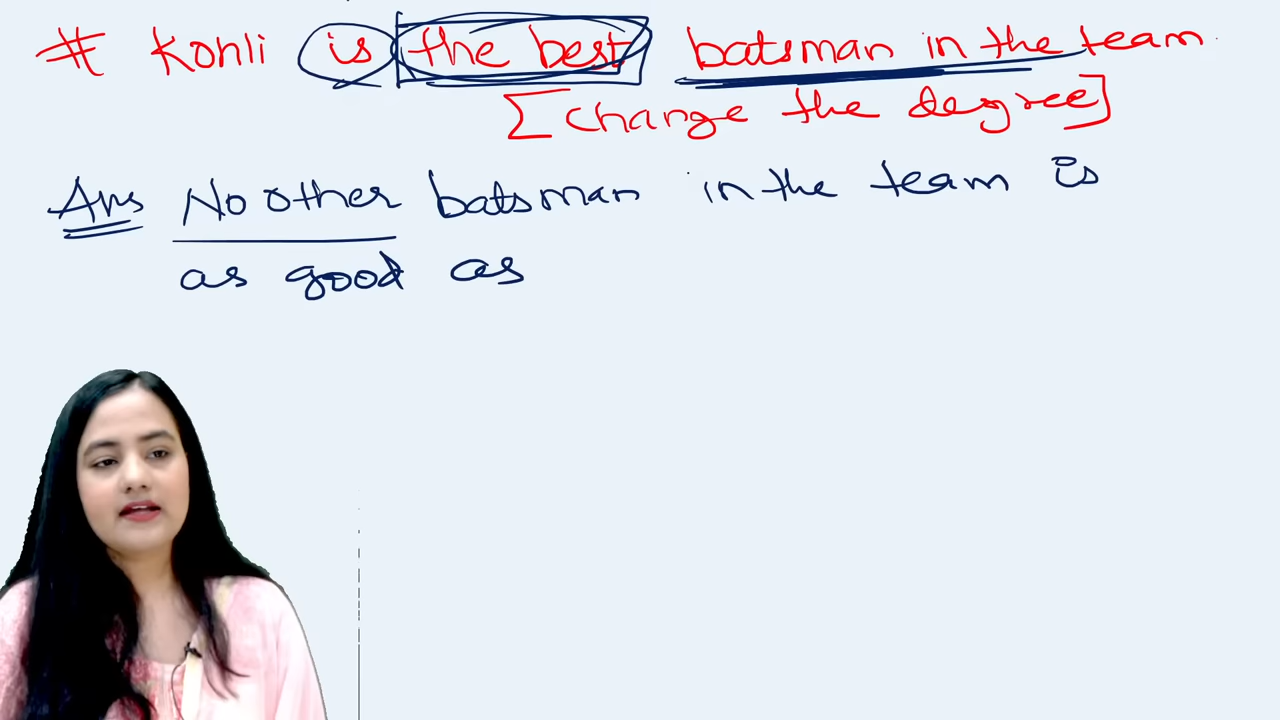 # Kohli is the best batsman in the team
[Change the degree]
Ans No other batsman in the team is
as good as